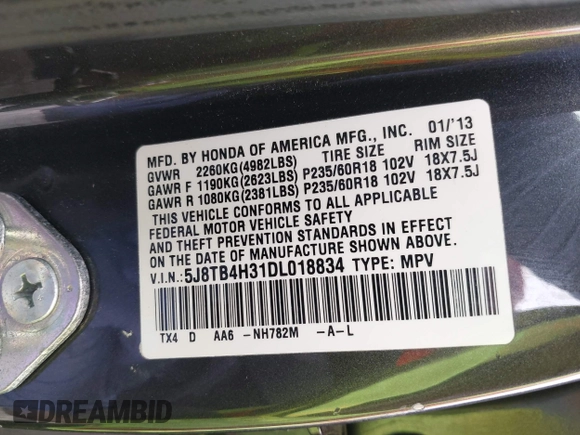 MFD. BY HONDA OF AMERICA MFG., INC. 01/'13
GVWR 2260KG(4982LBS) TIRE SIZE RIM SIZE
GAWR F 1190KG(2623LBS) P235/60R18 102V 18X7.5J
GAWR R 1080KG(2381LBS) P235/60R18 102V 18X7.5J
THIS VEHICLE CONFORMS TO ALL APPLICABLE
FEDERAL MOTOR VEHICLE SAFETY
AND THEFT PREVENTION STANDARDS IN EFFECT
ON THE DATE OF MANUFACTURE SHOWN ABOVE.
V.I.N.: 5J8TB4H31DL018834 TYPE: MPV
TX4 D AA6 -NH782M -A-L
DREAMBID